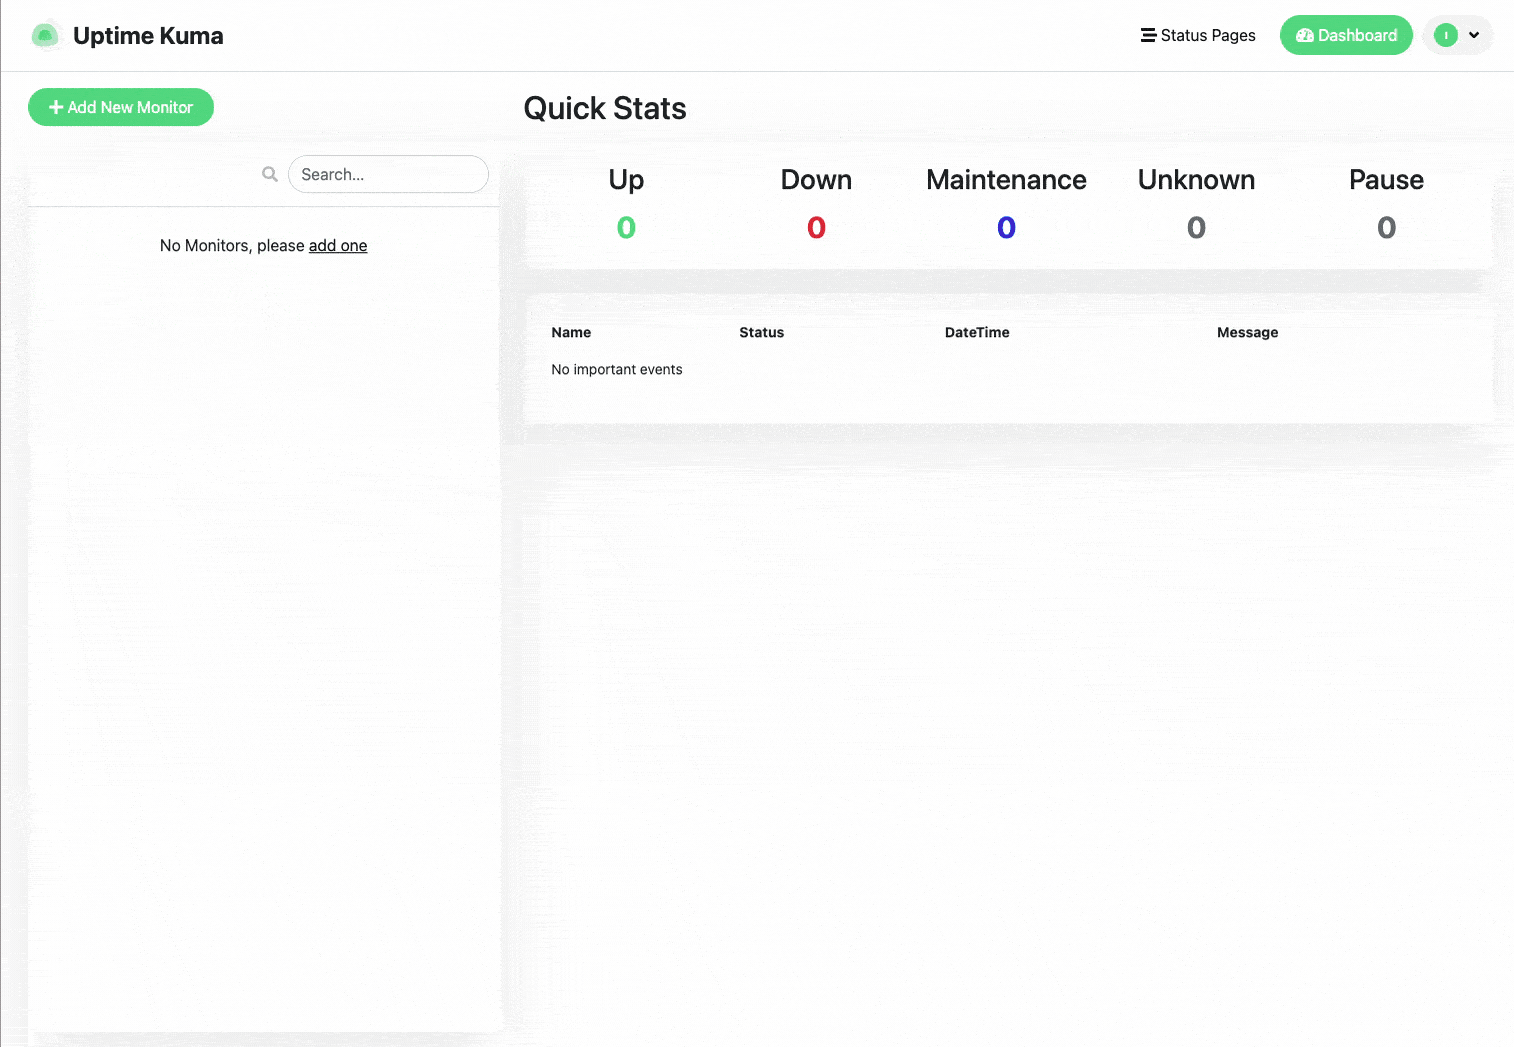 Uptime Kuma
Status Pages
Dashboard
I
Add New Monitor
Quick Stats
Search...
No Monitors, please add one
Up Down Maintenance Unknown Pause
0 0 0 0 0
Name Status DateTime Message
No important events